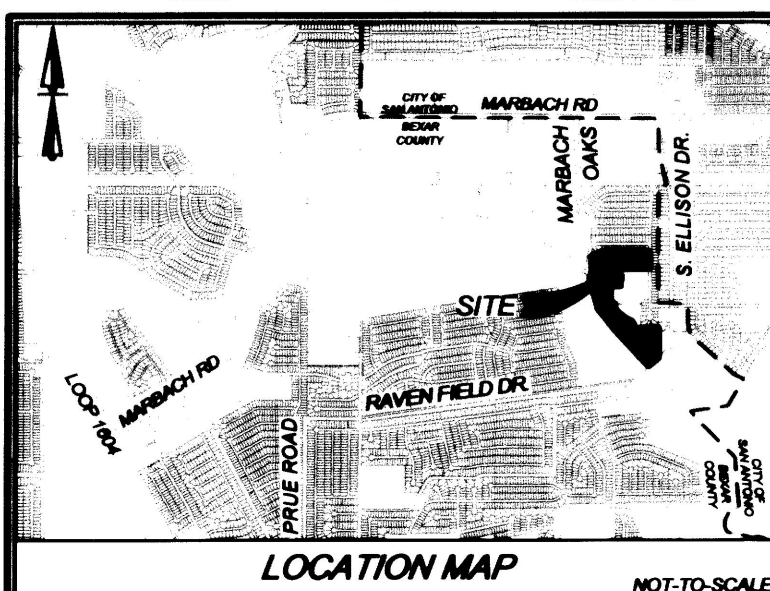 CITY OF
SAN ANTONIO
BEXAR
COUNTY
MARBACH RD
MARBACH
OAKS
S. ELLISON DR.
SITE
LOOP 1604
MARBACH RD
RAVEN FIELD DR.
PRUE ROAD
CITY OF
SAN ANTONIO
BEXAR
COUNTY
LOCATION MAP
NOT-TO-SCALE